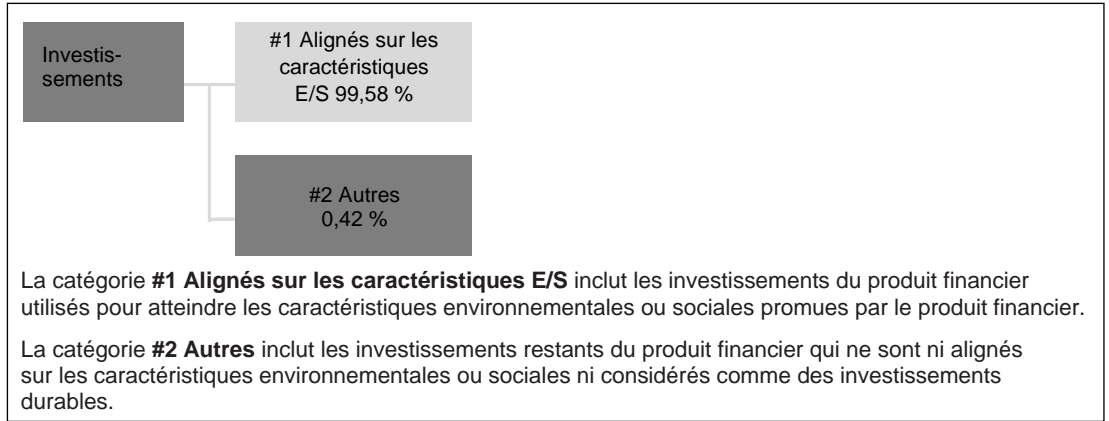 Investis-
sements
#1 Alignés sur les
caractéristiques
E/S 99,58 %
#2 Autres
0,42 %
La catégorie #1 Alignés sur les caractéristiques E/S inclut les investissements du produit financier
utilisés pour atteindre les caractéristiques environnementales ou sociales promues par le produit financier.
La catégorie #2 Autres inclut les investissements restants du produit financier qui ne sont ni alignés
sur les caractéristiques environnementales ou sociales ni considérés comme des investissements
durables.